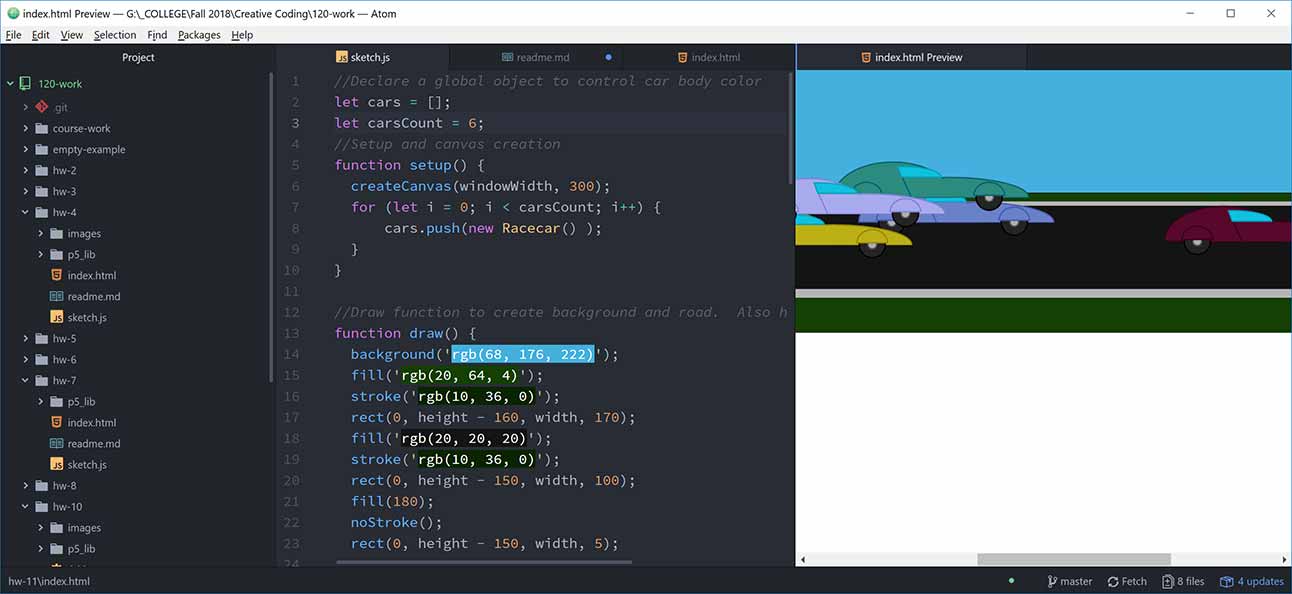 index.html Preview — G:\_COLLEGE\Fall 2018\Creative Coding\120-work — Atom
File Edit View Selection Find Packages Help
Project
120-work
git
course-work
empty-example
hw-2
hw-3
hw-4
images
p5_lib
index.html
readme.md
sketch.js
hw-5
hw-6
hw-7
p5_lib
index.html
readme.md
sketch.js
hw-8
hw-10
images
p5_lib
sketch.js readme.md index.html
1 //Declare a global object to control car body color
2 let cars = [];
3 let carsCount = 6;
4 //Setup and canvas creation
5 function setup() {
6 createCanvas(windowWidth, 300);
7 for (let i = 0; i < carsCount; i++) {
8 cars.push(new Racecar() );
9 }
10 }
11
12 //Draw function to create background and road. Also h
13 function draw() {
14 background('rgb(68, 176, 222)');
15 fill('rgb(20, 64, 4)');
16 stroke('rgb(10, 36, 0)');
17 rect(0, height - 160, width, 170);
18 fill('rgb(20, 20, 20)');
19 stroke('rgb(10, 36, 0)');
20 rect(0, height - 150, width, 100);
21 fill(180);
22 noStroke();
23 rect(0, height - 150, width, 5);
24
index.html Preview
hw-11\index.html
master Fetch 8 files 4 updates